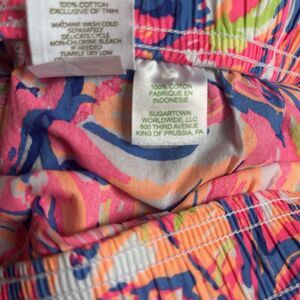 100% COTTON
EXCLUSIVE OF TRIM
MACHINE WASH COLD
SEPARATELY
DELICATE CYCLE
NON-CHLORINE BLEACH
IF NEEDED
TUMBLE DRY LOW
100% COTON
FABRIQUE EN
INDONESIE
SUGARTOWN
WORLDWIDE, LLC
800 THIRD AVENUE
KING OF PRUSSIA, PA